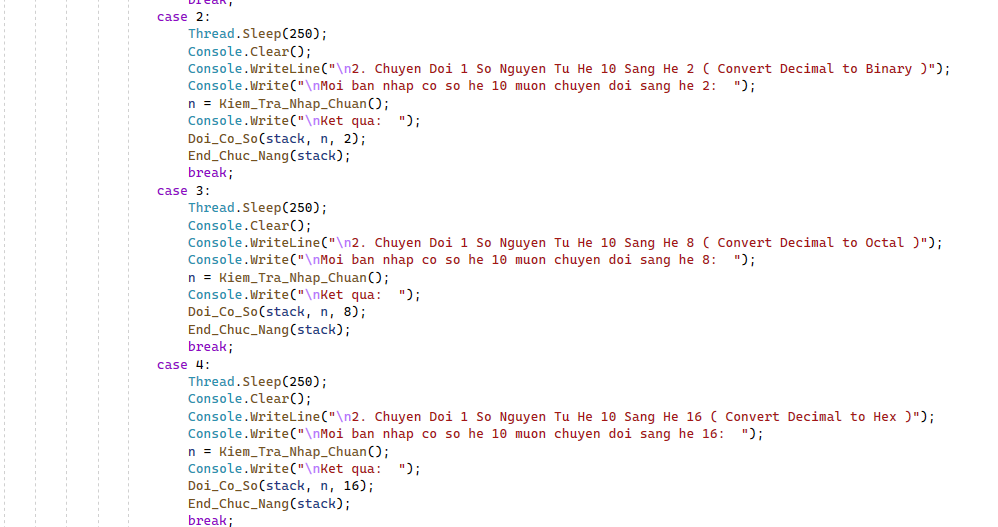 break;
case 2:
Thread.Sleep(250);
Console.Clear();
Console.WriteLine("\n2. Chuyen Doi 1 So Nguyen Tu He 10 Sang He 2 ( Convert Decimal to Binary )");
Console.Write("\nMoi ban nhap co so he 10 muon chuyen doi sang he 2:  ");
n = Kiem_Tra_Nhap_Chuan();
Console.Write("\nKet qua:  ");
Doi_Co_So(stack, n, 2);
End_Chuc_Nang(stack);
break;
case 3:
Thread.Sleep(250);
Console.Clear();
Console.WriteLine("\n2. Chuyen Doi 1 So Nguyen Tu He 10 Sang He 8 ( Convert Decimal to Octal )");
Console.Write("\nMoi ban nhap co so he 10 muon chuyen doi sang he 8:  ");
n = Kiem_Tra_Nhap_Chuan();
Console.Write("\nKet qua:  ");
Doi_Co_So(stack, n, 8);
End_Chuc_Nang(stack);
break;
case 4:
Thread.Sleep(250);
Console.Clear();
Console.WriteLine("\n2. Chuyen Doi 1 So Nguyen Tu He 10 Sang He 16 ( Convert Decimal to Hex )");
Console.Write("\nMoi ban nhap co so he 10 muon chuyen doi sang he 16:  ");
n = Kiem_Tra_Nhap_Chuan();
Console.Write("\nKet qua:  ");
Doi_Co_So(stack, n, 16);
End_Chuc_Nang(stack);
break;